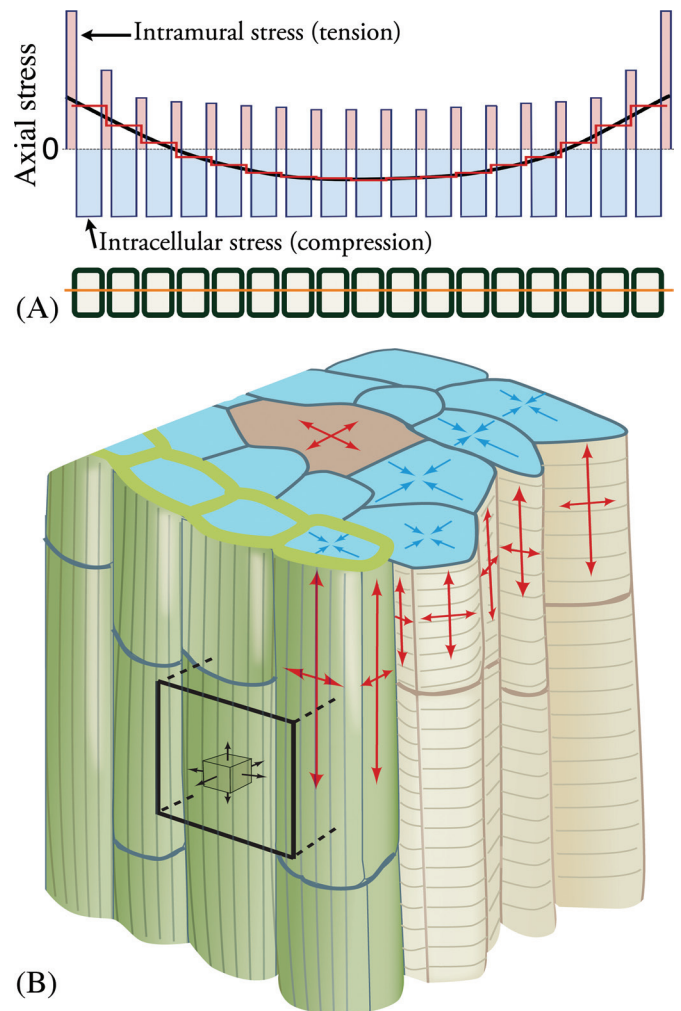 Intramural stress (tension)
Axial stress
0
Intracellular stress (compression)
(A)
(B)